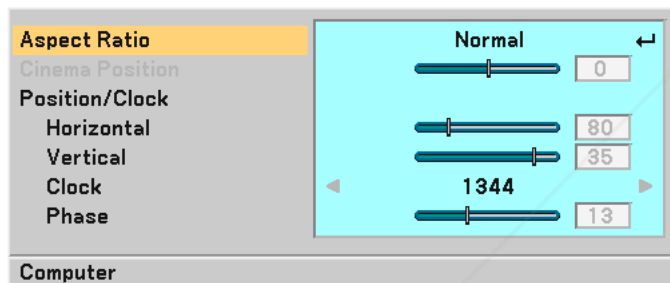 Aspect Ratio Normal
Cinema Position 0
Position/Clock
Horizontal 80
Vertical 35
Clock 1344
Phase 13
Computer